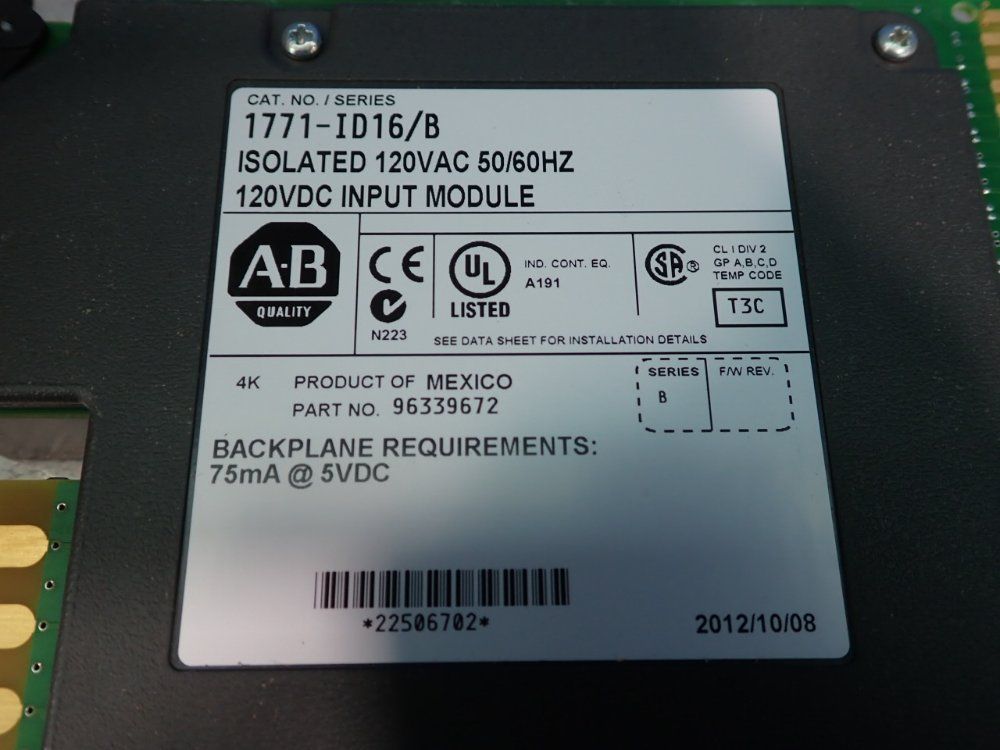 CAT. NO. / SERIES
1771-ID16/B
ISOLATED 120VAC 50/60HZ
120VDC INPUT MODULE
A-B
QUALITY
CE
N223
UL
LISTED
IND. CONT. EQ.
A191
SA ®
CL I DIV 2
GP A,B,C,D
TEMP CODE
T3C
SEE DATA SHEET FOR INSTALLATION DETAILS
4K PRODUCT OF MEXICO
PART NO. 96339672
SERIES F/W REV.
B
BACKPLANE REQUIREMENTS:
75mA @ 5VDC
*22506702*
2012/10/08